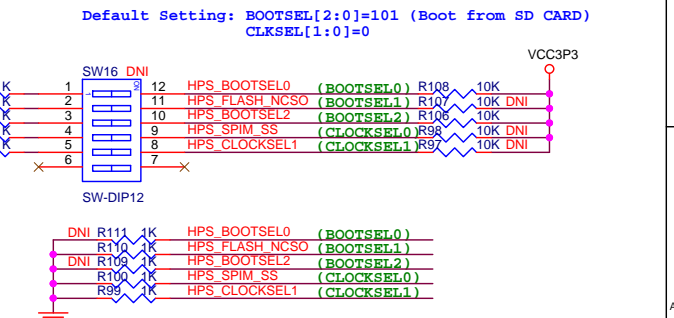 Default Setting: BOOTSEL[2:0]=101 (Boot from SD CARD)
CLKSEL[1:0]=0
VCC3P3
SW16 DNI
K 1 ON 12 HPS_BOOTSEL0 (BOOTSEL0) R108 10K
K 2 11 HPS_FLASH_NCSO (BOOTSEL1) R107 10K DNI
K 3 10 HPS_BOOTSEL2 (BOOTSEL2) R106 10K
K 4 9 HPS_SPIM_SS (CLOCKSEL0) R98 10K DNI
K 5 8 HPS_CLOCKSEL1 (CLOCKSEL1) R97 10K DNI
6 7
SW-DIP12
DNI R111 1K HPS_BOOTSEL0 (BOOTSEL0)
R110 1K HPS_FLASH_NCSO (BOOTSEL1)
DNI R109 1K HPS_BOOTSEL2 (BOOTSEL2)
R100 1K HPS_SPIM_SS (CLOCKSEL0)
R99 1K HPS_CLOCKSEL1 (CLOCKSEL1)
A